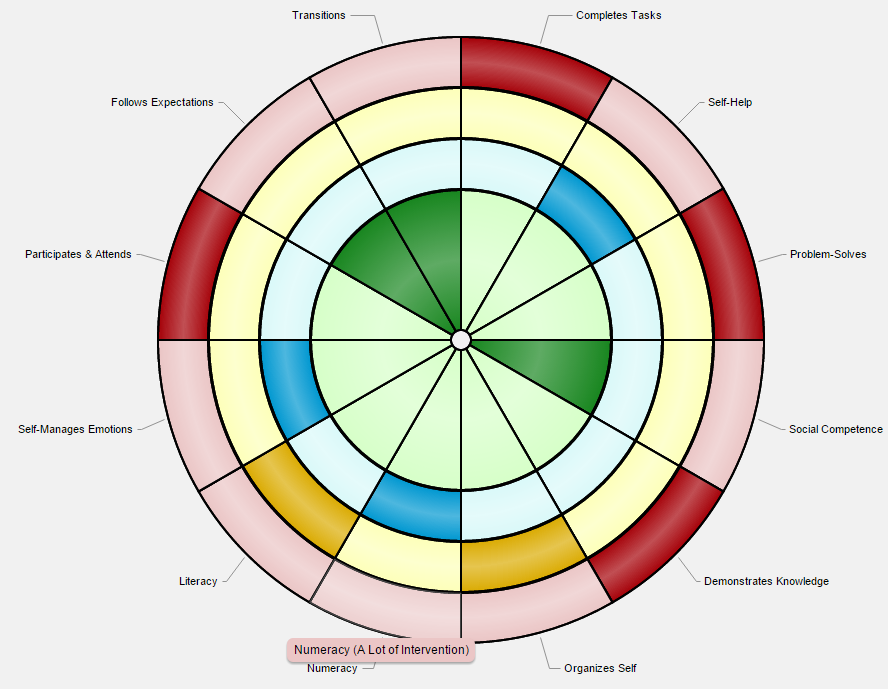 Transitions
Completes Tasks
Follows Expectations
Self-Help
Participates & Attends
Problem-Solves
Self-Manages Emotions
Social Competence
Literacy
Demonstrates Knowledge
Numeracy (A Lot of Intervention)
Numeracy
Organizes Self